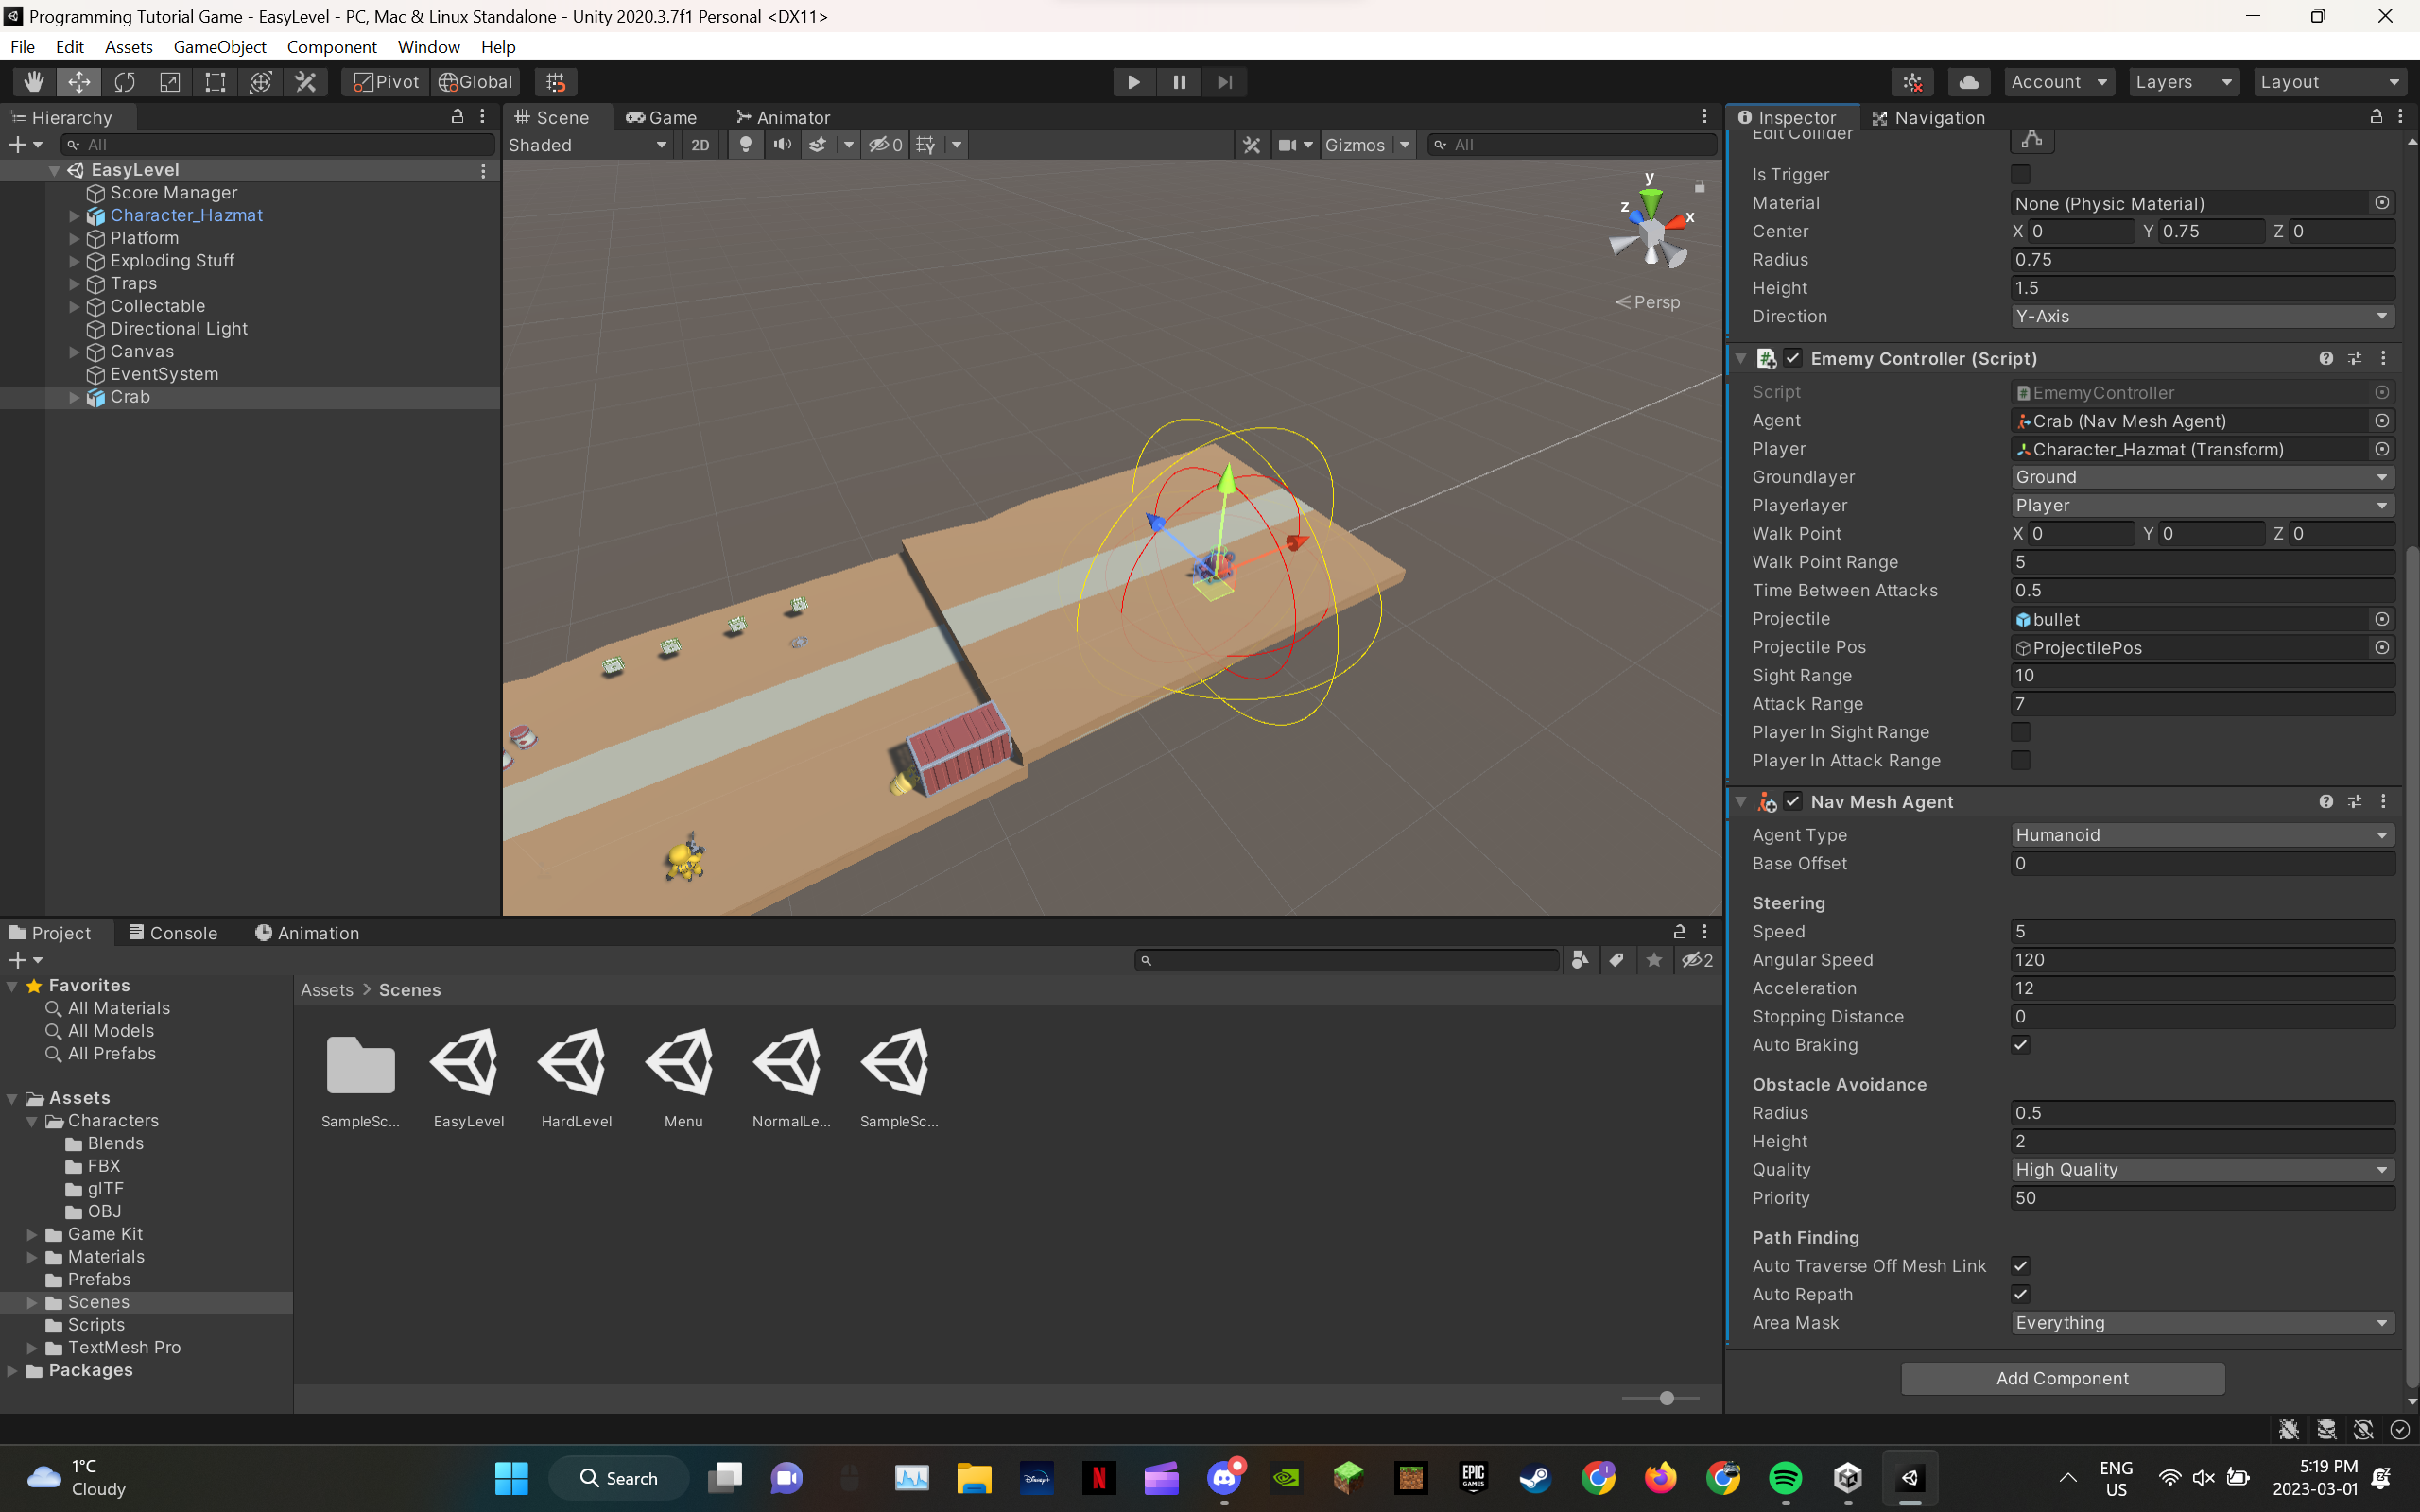 Programming Tutorial Game - EasyLevel - PC, Mac & Linux Standalone - Unity 2020.3.7f1 Personal <DX11>
File Edit Assets GameObject Component Window Help
Pivot Global Account Layers Layout
Hierarchy
All
EasyLevel
Score Manager
Character_Hazmat
Platform
Exploding Stuff
Traps
Collectable
Directional Light
Canvas
EventSystem
Crab
Scene Game Animator
Shaded 2D 0 Gizmos All
y
z
x
Persp
Inspector Navigation
Edit Collider
Is Trigger
Material None (Physic Material)
Center X 0 Y 0.75 Z 0
Radius 0.75
Height 1.5
Direction Y-Axis
Ememy Controller (Script)
Script EmemyController
Agent Crab (Nav Mesh Agent)
Player Character_Hazmat (Transform)
Groundlayer Ground
Playerlayer Player
Walk Point X 0 Y 0 Z 0
Walk Point Range 5
Time Between Attacks 0.5
Projectile bullet
Projectile Pos ProjectilePos
Sight Range 10
Attack Range 7
Player In Sight Range
Player In Attack Range
Nav Mesh Agent
Agent Type Humanoid
Base Offset 0
Steering
Speed 5
Angular Speed 120
Acceleration 12
Stopping Distance 0
Auto Braking
Obstacle Avoidance
Radius 0.5
Height 2
Quality High Quality
Priority 50
Path Finding
Auto Traverse Off Mesh Link
Auto Repath
Area Mask Everything
Add Component
Project Console Animation
2
Favorites
All Materials
All Models
All Prefabs
Assets
Characters
Blends
FBX
glTF
OBJ
Game Kit
Materials
Prefabs
Scenes
Scripts
TextMesh Pro
Packages
Assets > Scenes
SampleSc... EasyLevel HardLevel Menu NormalLe... SampleSc...
1°C
Cloudy
Search
Disney+
N
EPIC
GAMES
ENG
US
5:19 PM
2023-03-01